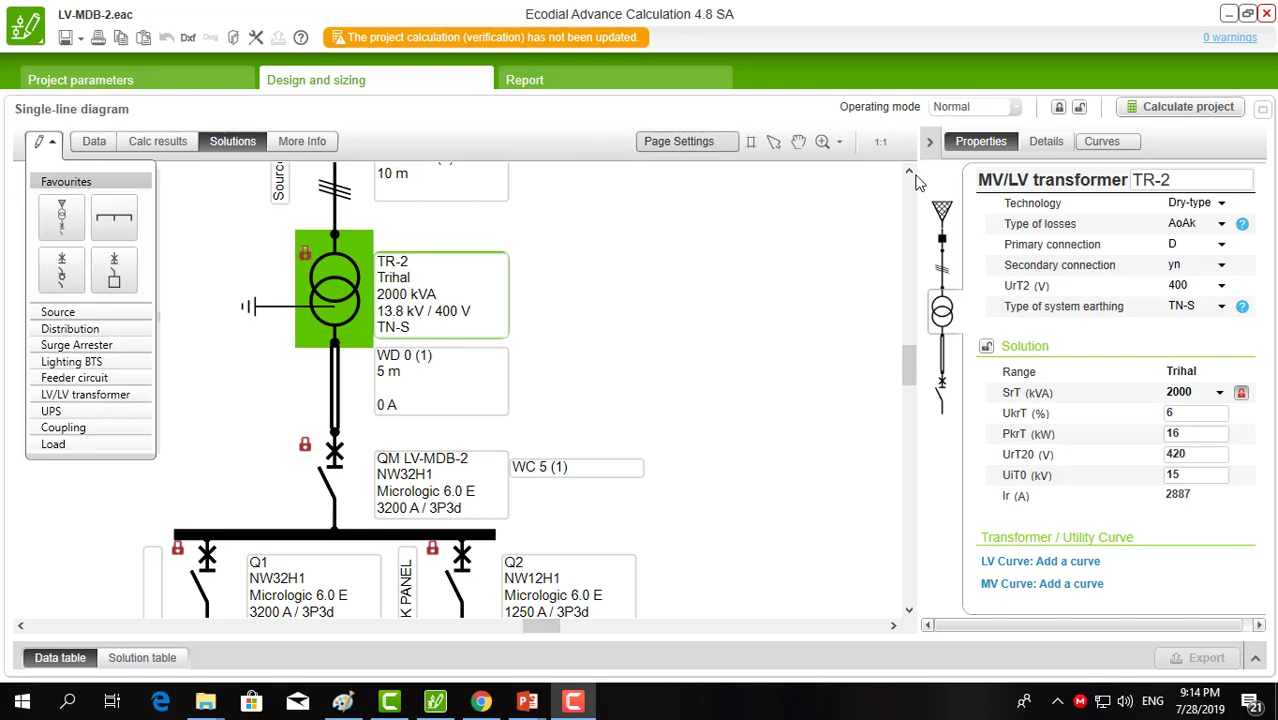 LV-MDB-2.eac
Ecodial Advance Calculation 4.8 SA
Dxf
Dwg
The project calculation (verification) has not been updated.
0 warnings
Project parameters
Design and sizing
Report
Single-line diagram
Operating mode
Normal
Calculate project
Data
Calc results
Solutions
More Info
Page Settings
1:1
Properties
Details
Curves
Favourites
Source
Distribution
Surge Arrester
Lighting BTS
Feeder circuit
LV/LV transformer
UPS
Coupling
Load
Source
10 m
TR-2
Trihal
2000 kVA
13.8 kV / 400 V
TN-S
WD 0 (1)
5 m
0 A
QM LV-MDB-2
NW32H1
Micrologic 6.0 E
3200 A / 3P3d
WC 5 (1)
Q1
NW32H1
Micrologic 6.0 E
3200 A / 3P3d
K PANEL
Q2
NW12H1
Micrologic 6.0 E
1250 A / 3P3d
MV/LV transformer TR-2
Technology Dry-type
Type of losses AoAk
Primary connection D
Secondary connection yn
UrT2 (V) 400
Type of system earthing TN-S
Solution
Range Trihal
SrT (kVA) 2000
UkrT (%) 6
PkrT (kW) 16
UrT20 (V) 420
UiT0 (kV) 15
Ir (A) 2887
Transformer / Utility Curve
LV Curve: Add a curve
MV Curve: Add a curve
Data table
Solution table
Export
ENG
9:14 PM
7/28/2019
21